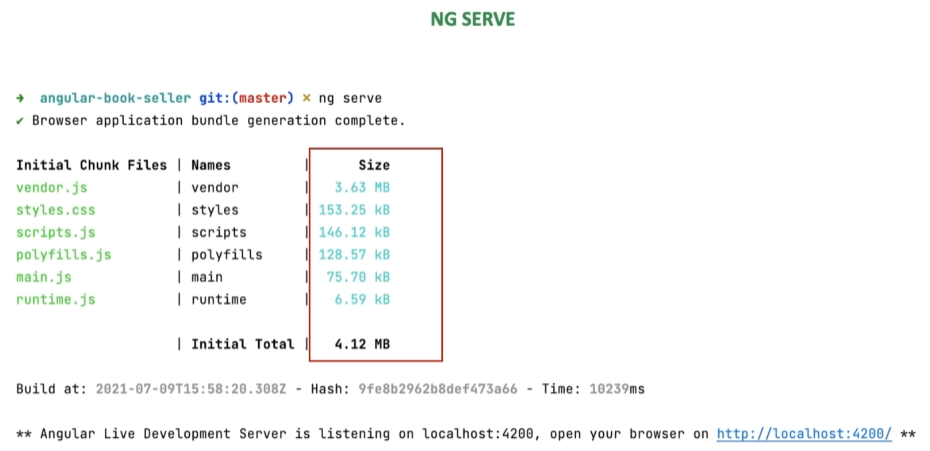 NG SERVE
➜ angular-book-seller git:(master) ✗ ng serve
✔ Browser application bundle generation complete.
Initial Chunk Files | Names | Size
vendor.js | vendor | 3.63 MB
styles.css | styles | 153.25 kB
scripts.js | scripts | 146.12 kB
polyfills.js | polyfills | 128.57 kB
main.js | main | 75.70 kB
runtime.js | runtime | 6.59 kB
| Initial Total | 4.12 MB
Build at: 2021-07-09T15:58:20.308Z - Hash: 9fe8b2962b8def473a66 - Time: 10239ms
** Angular Live Development Server is listening on localhost:4200, open your browser on http://localhost:4200/ **